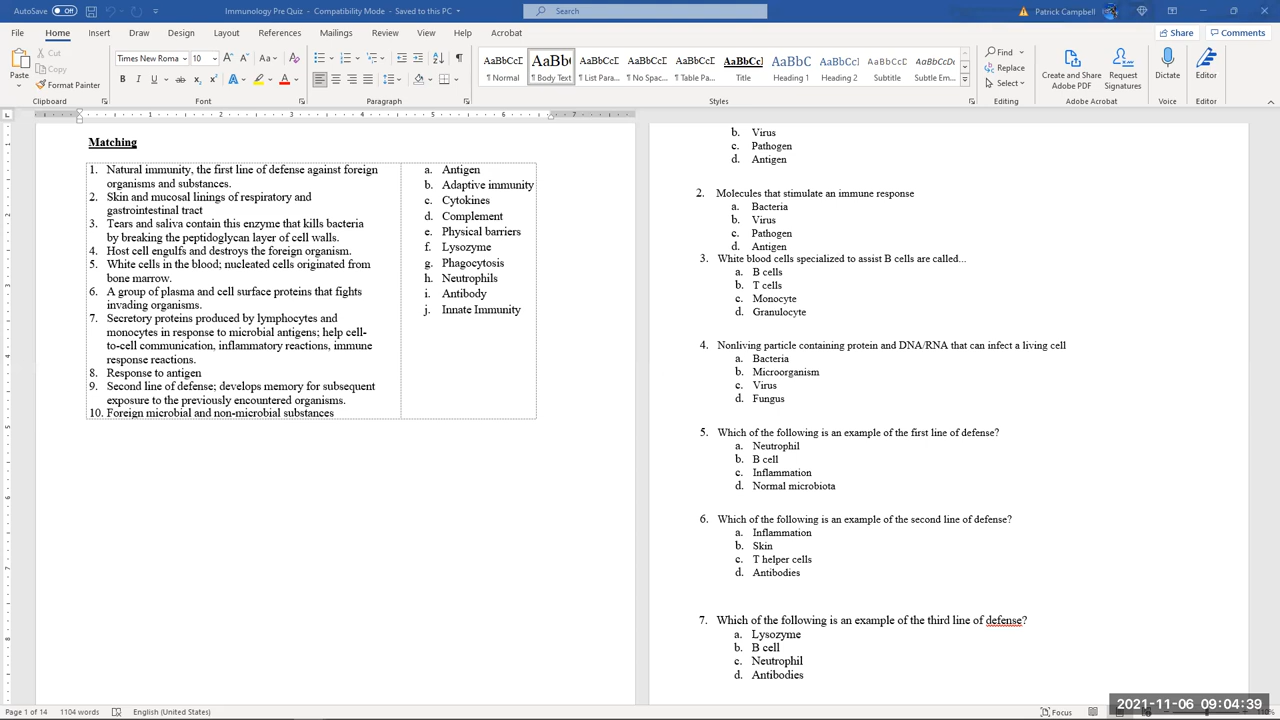 AutoSave Off Immunology Pre Quiz - Compatibility Mode - Saved to this PC Search Patrick Campbell
File Home Insert Draw Design Layout References Mailings Review View Help Acrobat Share Comments
Paste Cut Copy Format Painter
Times New Roma 10
AaBbCcD Normal
AaBb( Body Text
AaBbCcDc List Para...
AaBbCcDc No Spac...
AaBbCcDc Table Pa...
AaBbCc Title
AaBbC Heading 1
AaBbCcl Heading 2
AaBbCcD Subtitle
AaBbCcD Subtle Em...
Find Replace Select
Create and Share Adobe PDF
Request Signatures
Dictate
Editor
Clipboard Font Paragraph Styles Editing Adobe Acrobat Voice Editor
Matching
1. Natural immunity, the first line of defense against foreign
organisms and substances.
2. Skin and mucosal linings of respiratory and
gastrointestinal tract
3. Tears and saliva contain this enzyme that kills bacteria
by breaking the peptidoglycan layer of cell walls.
4. Host cell engulfs and destroys the foreign organism.
5. White cells in the blood; nucleated cells originated from
bone marrow.
6. A group of plasma and cell surface proteins that fights
invading organisms.
7. Secretory proteins produced by lymphocytes and
monocytes in response to microbial antigens; help cell-
to-cell communication, inflammatory reactions, immune
response reactions.
8. Response to antigen
9. Second line of defense; develops memory for subsequent
exposure to the previously encountered organisms.
10. Foreign microbial and non-microbial substances
a. Antigen
b. Adaptive immunity
c. Cytokines
d. Complement
e. Physical barriers
f. Lysozyme
g. Phagocytosis
h. Neutrophils
i. Antibody
j. Innate Immunity
b. Virus
c. Pathogen
d. Antigen
2. Molecules that stimulate an immune response
a. Bacteria
b. Virus
c. Pathogen
d. Antigen
3. White blood cells specialized to assist B cells are called...
a. B cells
b. T cells
c. Monocyte
d. Granulocyte
4. Nonliving particle containing protein and DNA/RNA that can infect a living cell
a. Bacteria
b. Microorganism
c. Virus
d. Fungus
5. Which of the following is an example of the first line of defense?
a. Neutrophil
b. B cell
c. Inflammation
d. Normal microbiota
6. Which of the following is an example of the second line of defense?
a. Inflammation
b. Skin
c. T helper cells
d. Antibodies
7. Which of the following is an example of the third line of defense?
a. Lysozyme
b. B cell
c. Neutrophil
d. Antibodies
Page 1 of 14 1104 words English (United States) Focus
2021-11-06 09:04:39